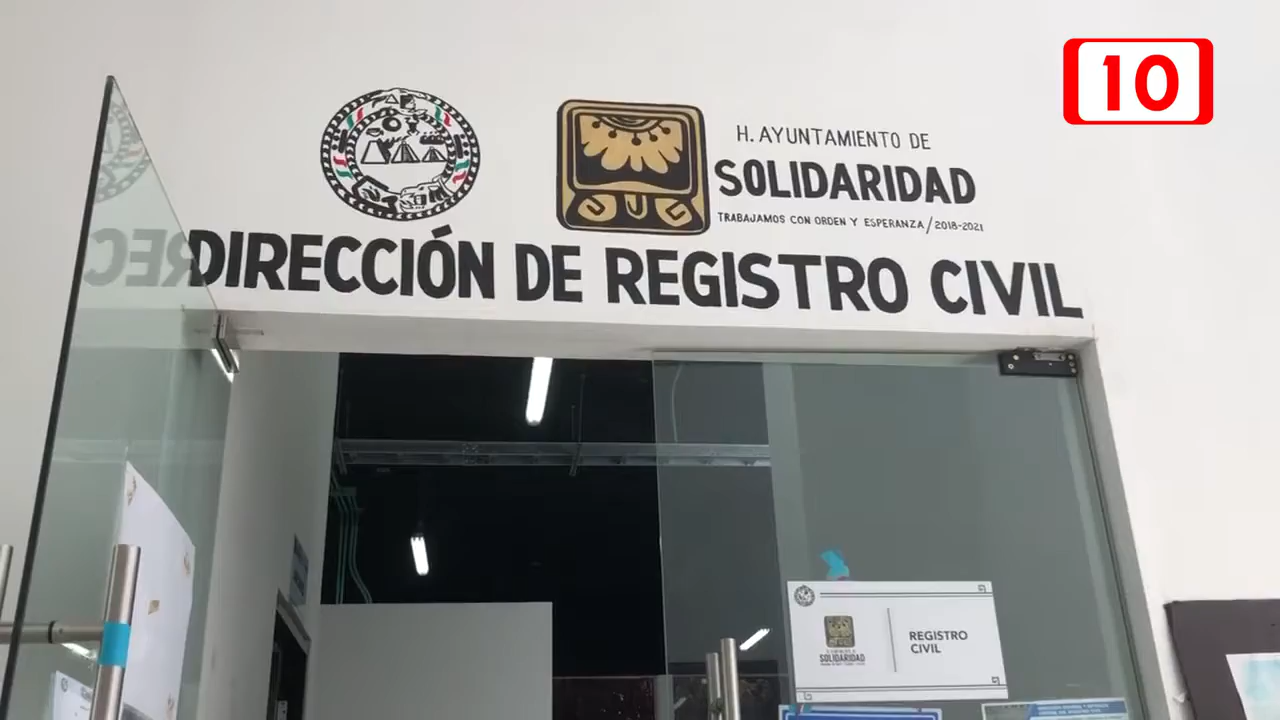 10
H. AYUNTAMIENTO DE
SOLIDARIDAD
TRABAJAMOS CON ORDEN Y ESPERANZA/2018-2021
DIRECCIÓN DE REGISTRO CIVIL
REGISTRO
CIVIL
SOLIDARIDAD